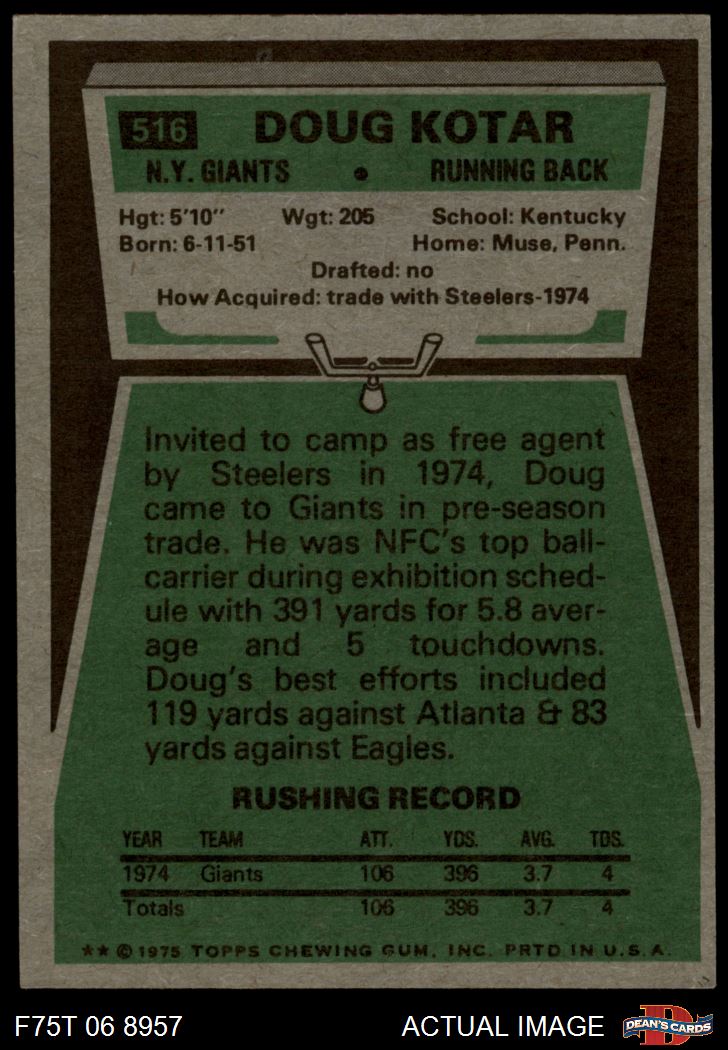 516 DOUG KOTAR
N.Y. GIANTS • RUNNING BACK
Hgt: 5'10" Wgt: 205 School: Kentucky
Born: 6-11-51 Home: Muse, Penn.
Drafted: no
How Acquired: trade with Steelers-1974
Invited to camp as free agent
by Steelers in 1974, Doug
came to Giants in pre-season
trade. He was NFC's top ball-
carrier during exhibition sched-
ule with 391 yards for 5.8 aver-
age and 5 touchdowns.
Doug's best efforts included
119 yards against Atlanta & 83
yards against Eagles.
RUSHING RECORD
YEAR TEAM ATT. YDS. AVG. TDS.
1974 Giants 106 396 3.7 4
Totals 106 396 3.7 4
** © 1975 TOPPS CHEWING GUM, INC. PRTD IN U.S.A.
F75T 06 8957 ACTUAL IMAGE DEAN'S CARDS